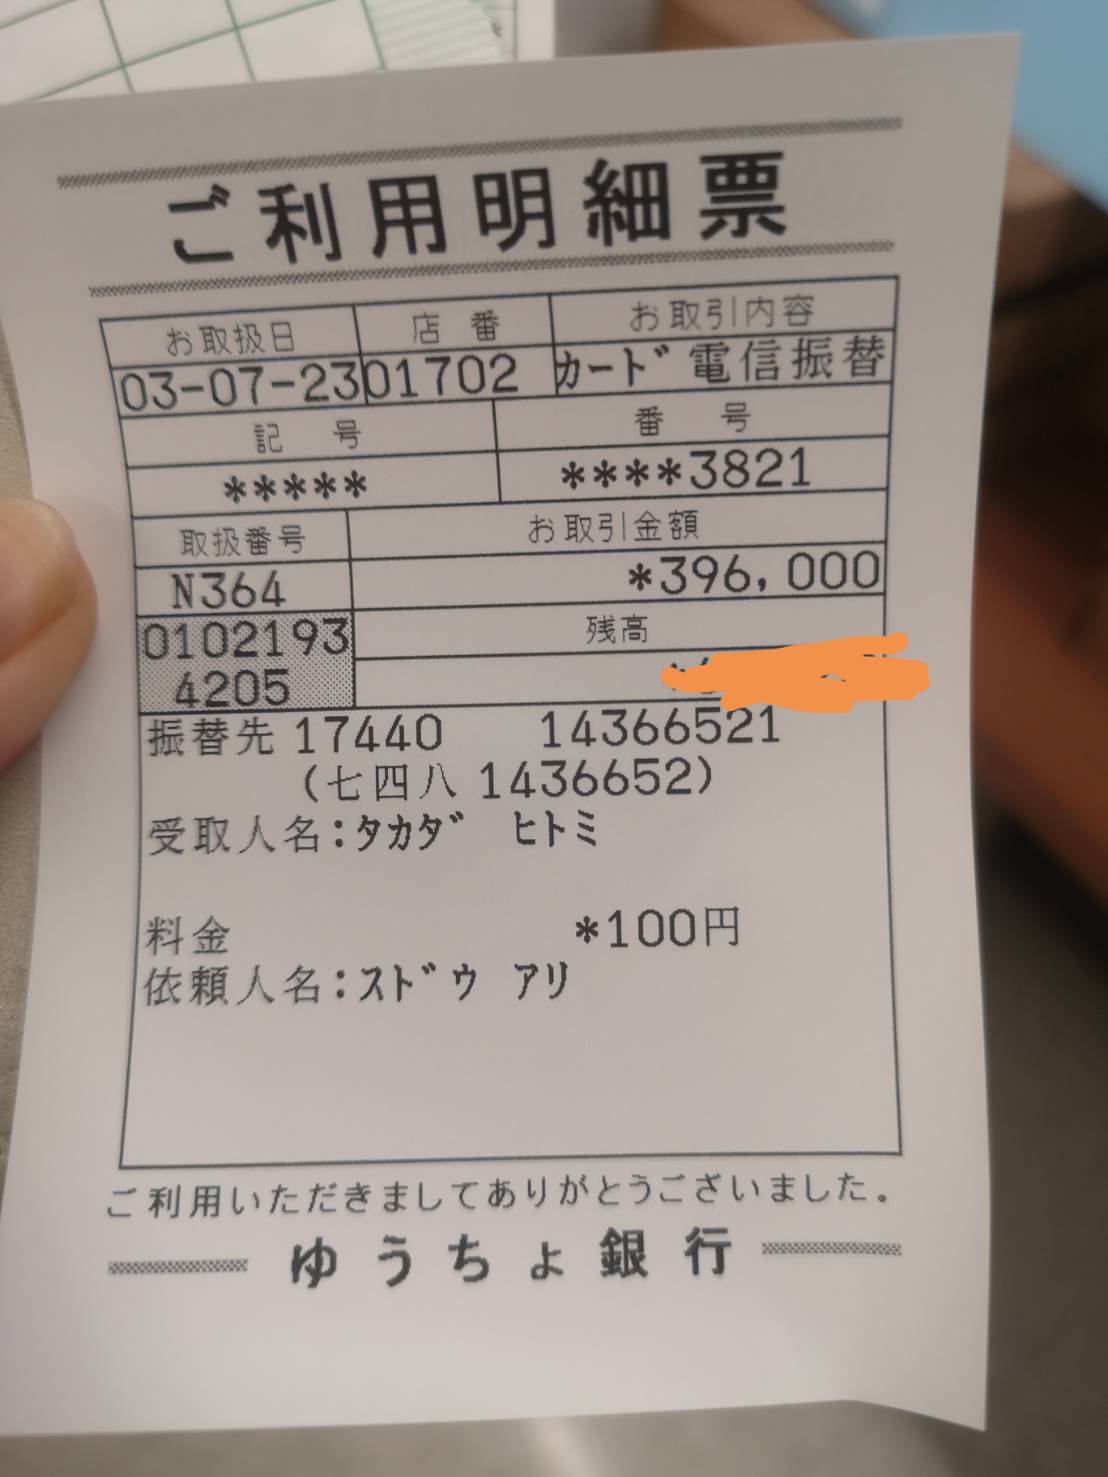 ご利用明細票
お取扱日 店番 お取引内容
03-07-23 01702 カード電信振替
記号 番号
***** ****3821
取扱番号 お取引金額
N364 *396,000
01021934205 残高
振替先 17440 14366521
(七四八 1436652)
受取人名:タカダ ヒトミ
料金 *100円
依頼人名:スドウ アリ
ご利用いただきましてありがとうございました。
ゆうちょ銀行